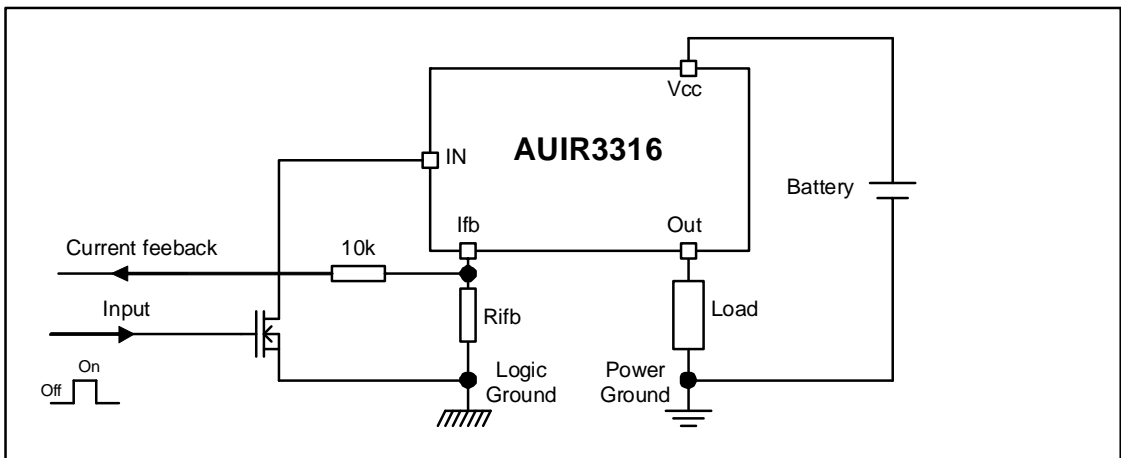 Vcc
AUIR3316
IN
Battery
Ifb
Out
Current feeback
10k
Input
Rifb
Load
On
Off
Logic
Ground
Power
Ground